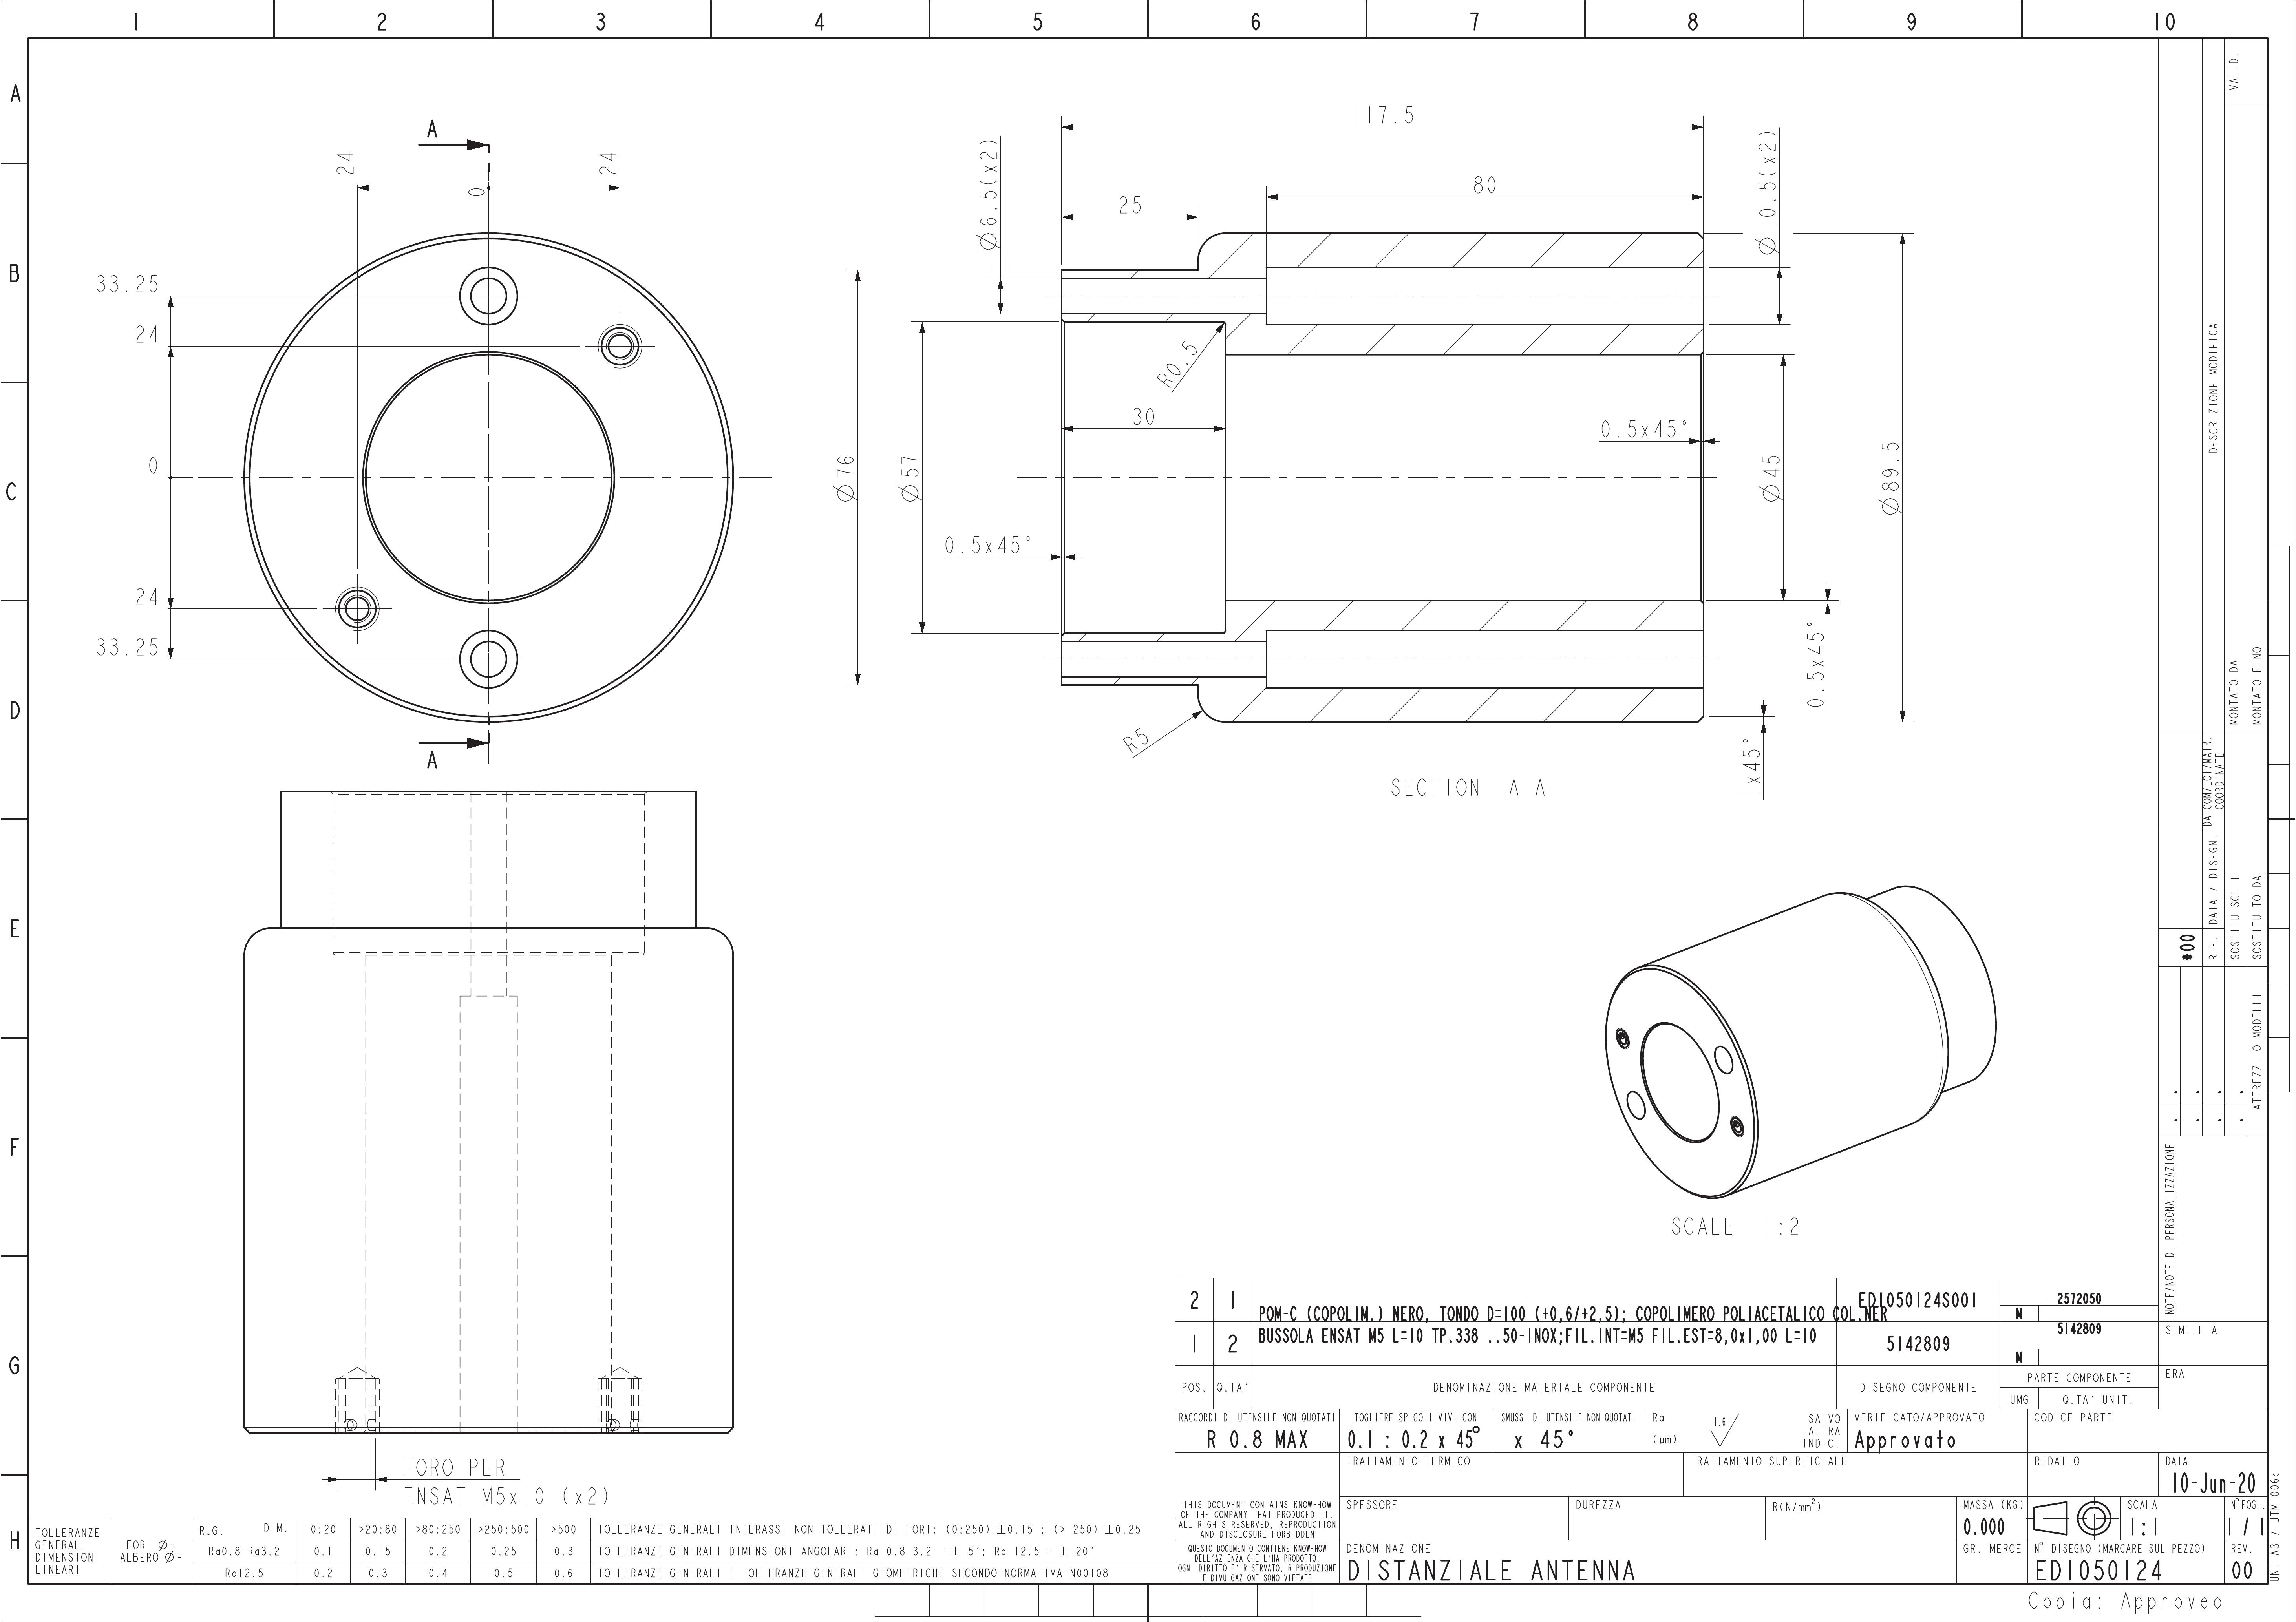 1 2 3 4 5 6 7 8 9 10
A
B
C
D
E
F
G
H
A
24
0
24
33.25
24
0
24
33.25
A
117.5
80
25
Ø6.5(x2)
Ø10.5(x2)
R0.5
30
0.5x45°
Ø76
Ø57
Ø45
Ø89.5
0.5x45°
0.5x45°
R5
1x45°
SECTION A-A
FORO PER
ENSAT M5x10 (x2)
SCALE 1:2
VALID.
DESCRIZIONE MODIFICA
MONTATO DA
MONTATO FINO
DA COM/LOT/MATR.
COORDINATE
DATA / DISEGN.
RIF.
*00
SOSTITUISCE IL
SOSTITUITO DA
ATTREZZI O MODELLI
NOTE/NOTE DI PERSONALIZZAZIONE
SIMILE A
ERA
2 1 POM-C (COPOLIM.) NERO, TONDO D=100 (+0,6/+2,5); COPOLIMERO POLIACETALICO COL.NER EDI050124S001 2572050
M
1 2 BUSSOLA ENSAT M5 L=10 TP.338 ..50-INOX;FIL.INT=M5 FIL.EST=8,0x1,00 L=10 5142809 5142809
M
POS. Q.TA' DENOMINAZIONE MATERIALE COMPONENTE DISEGNO COMPONENTE PARTE COMPONENTE
UMG Q.TA' UNIT.
RACCORDI DI UTENSILE NON QUOTATI
R 0.8 MAX
TOGLIERE SPIGOLI VIVI CON
0.1 : 0.2 x 45°
SMUSSI DI UTENSILE NON QUOTATI
x 45°
Ra
(µm)
1.6
SALVO
ALTRA
INDIC.
VERIFICATO/APPROVATO
Approvato
CODICE PARTE
TRATTAMENTO TERMICO
TRATTAMENTO SUPERFICIALE
REDATTO
DATA
10-Jun-20
THIS DOCUMENT CONTAINS KNOW-HOW
OF THE COMPANY THAT PRODUCED IT.
ALL RIGHTS RESERVED, REPRODUCTION
AND DISCLOSURE FORBIDDEN
QUESTO DOCUMENTO CONTIENE KNOW-HOW
DELL'AZIENZA CHE L'HA PRODOTTO.
OGNI DIRITTO E' RISERVATO, RIPRODUZIONE
E DIVULGAZIONE SONO VIETATE
SPESSORE
DUREZZA
R(N/mm²)
MASSA (KG)
0.000
SCALA
1:1
N° FOGL.
1 / 1
DENOMINAZIONE
DISTANZIALE ANTENNA
GR. MERCE
N° DISEGNO (MARCARE SUL PEZZO)
EDI050124
REV.
00
UNI A3 / UTM 006c
TOLLERANZE
GENERALI
DIMENSIONI
LINEARI
FORI Ø+
ALBERO Ø-
RUG. DIM. 0:20 >20:80 >80:250 >250:500 >500 TOLLERANZE GENERALI INTERASSI NON TOLLERATI DI FORI: (0:250) ±0.15 ; (> 250) ±0.25
Ra0.8-Ra3.2 0.1 0.15 0.2 0.25 0.3 TOLLERANZE GENERALI DIMENSIONI ANGOLARI: Ra 0.8-3.2 = ± 5'; Ra 12.5 = ± 20'
Ra12.5 0.2 0.3 0.4 0.5 0.6 TOLLERANZE GENERALI E TOLLERANZE GENERALI GEOMETRICHE SECONDO NORMA IMA N00108
Copia: Approved